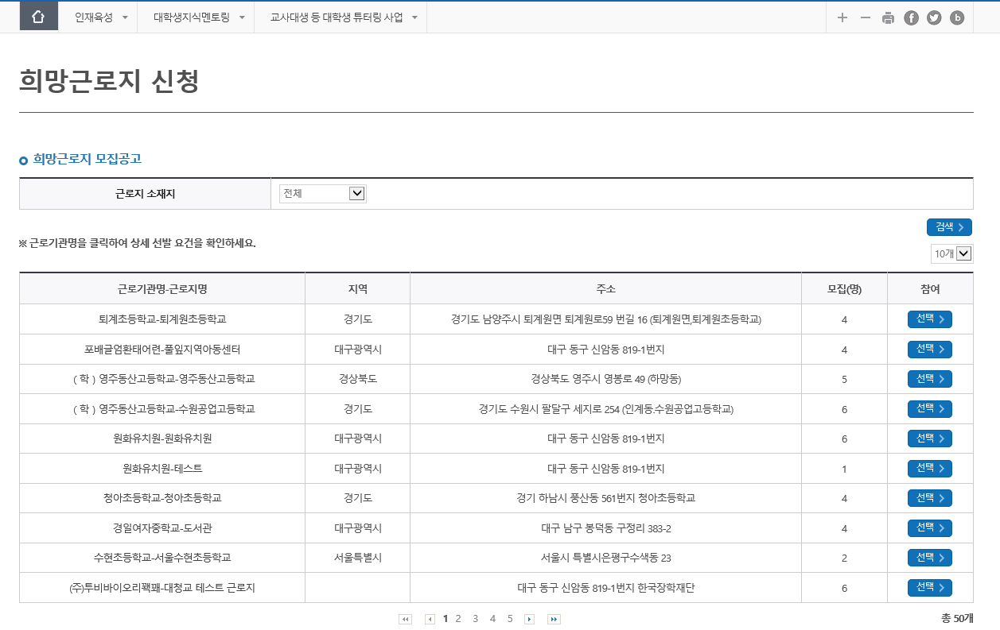 인재육성 대학생지식멘토링 교사대생 등 대학생 튜터링 사업
희망근로지 신청
희망근로지 모집공고
근로지 소재지 전체
검색
※ 근로기관명을 클릭하여 상세 선발 요건을 확인하세요.
10개
근로기관명-근로지명 지역 주소 모집(명) 참여
퇴계초등학교-퇴계원초등학교 경기도 경기도 남양주시 퇴계원면 퇴계원로59 번길 16 (퇴계원면,퇴계원초등학교) 4 선택
포배글엄환태어련-풀잎지역아동센터 대구광역시 대구 동구 신암동 819-1번지 4 선택
( 학 ) 영주동산고등학교-영주동산고등학교 경상북도 경상북도 영주시 영봉로 49 (하망동) 5 선택
( 학 ) 영주동산고등학교-수원공업고등학교 경기도 경기도 수원시 팔달구 세지로 254 (인계동.수원공업고등학교) 6 선택
원화유치원-원화유치원 대구광역시 대구 동구 신암동 819-1번지 6 선택
원화유치원-테스트 대구광역시 대구 동구 신암동 819-1번지 1 선택
청아초등학교-청아초등학교 경기도 경기 하남시 풍산동 561번지 청아초등학교 4 선택
경일여자중학교-도서관 대구광역시 대구 남구 봉덕동 구정리 383-2 4 선택
수현초등학교-서울수현초등학교 서울특별시 서울시 특별시은평구수색동 23 2 선택
(주)투비바이오리꽥꽤-대청교 테스트 근로지 대구 동구 신암동 819-1번지 한국장학재단 6 선택
1 2 3 4 5 총 50개